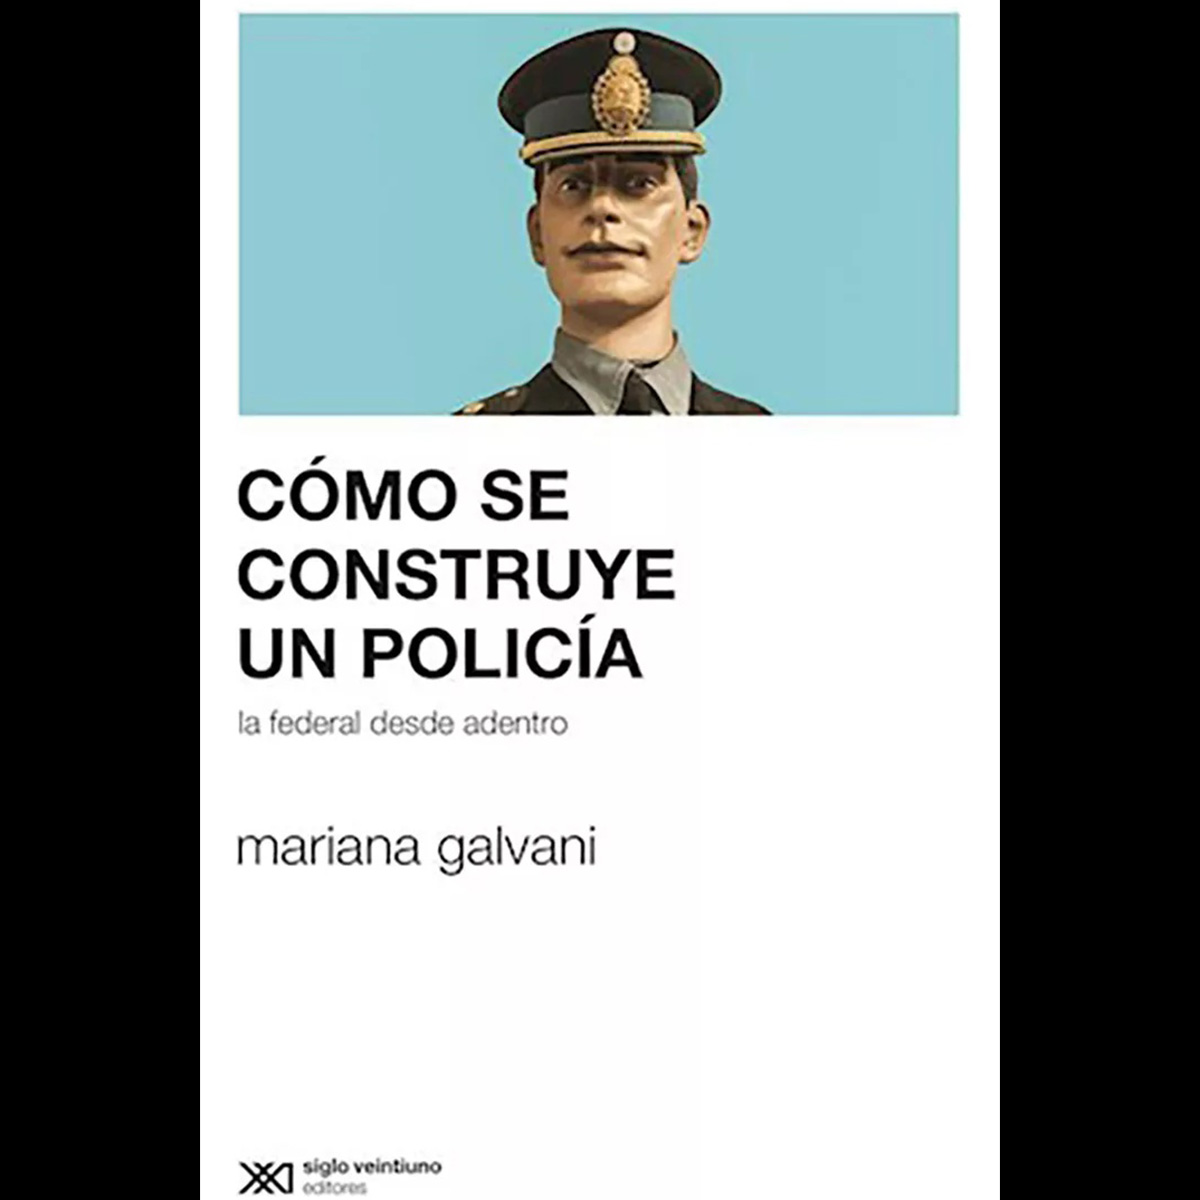 CÓMO SE
CONSTRUYE
UN POLICÍA
la federal desde adentro
mariana galvani
siglo veintiuno
editores